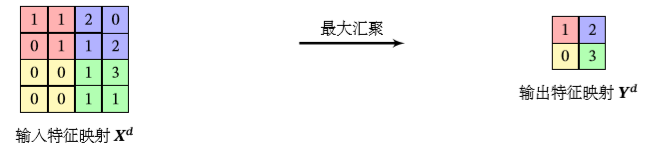 1 1 2 0
0 1 1 2
0 0 1 3
0 0 1 1
输入特征映射 X^d
最大汇聚
1 2
0 3
输出特征映射 Y^d